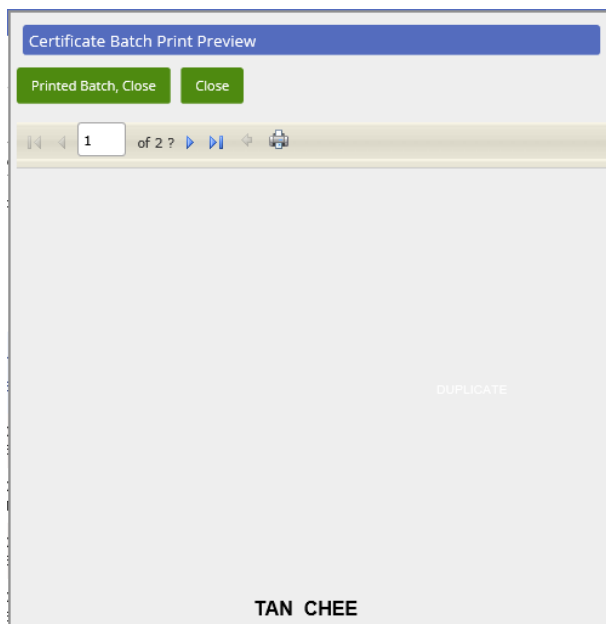 Certificate Batch Print Preview
Printed Batch, Close Close
1 of 2 ?
DUPLICATE
TAN CHEE